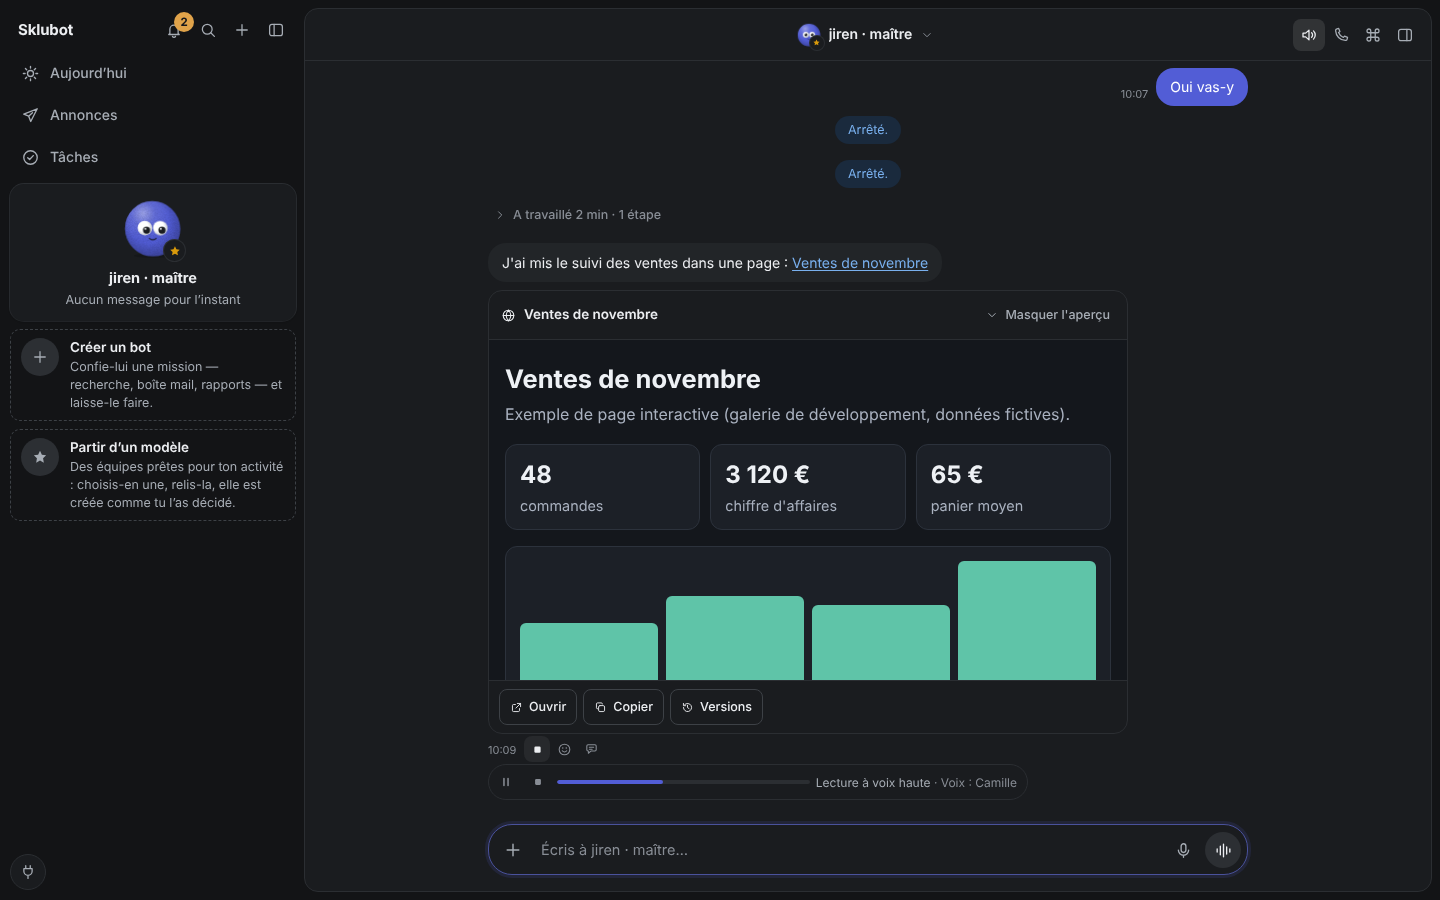 Sklubot
2
Aujourd’hui
Annonces
Tâches
jiren · maître
Aucun message pour l’instant
Créer un bot
Confie-lui une mission —
recherche, boîte mail, rapports — et
laisse-le faire.
Partir d’un modèle
Des équipes prêtes pour ton activité
: choisis-en une, relis-la, elle est
créée comme tu l’as décidé.
jiren · maître
10:07
Oui vas-y
Arrêté.
Arrêté.
A travaillé 2 min · 1 étape
J'ai mis le suivi des ventes dans une page : Ventes de novembre
Ventes de novembre
Masquer l'aperçu
Ventes de novembre
Exemple de page interactive (galerie de développement, données fictives).
48
commandes
3 120 €
chiffre d'affaires
65 €
panier moyen
Ouvrir
Copier
Versions
10:09
Lecture à voix haute · Voix : Camille
Écris à jiren · maître…